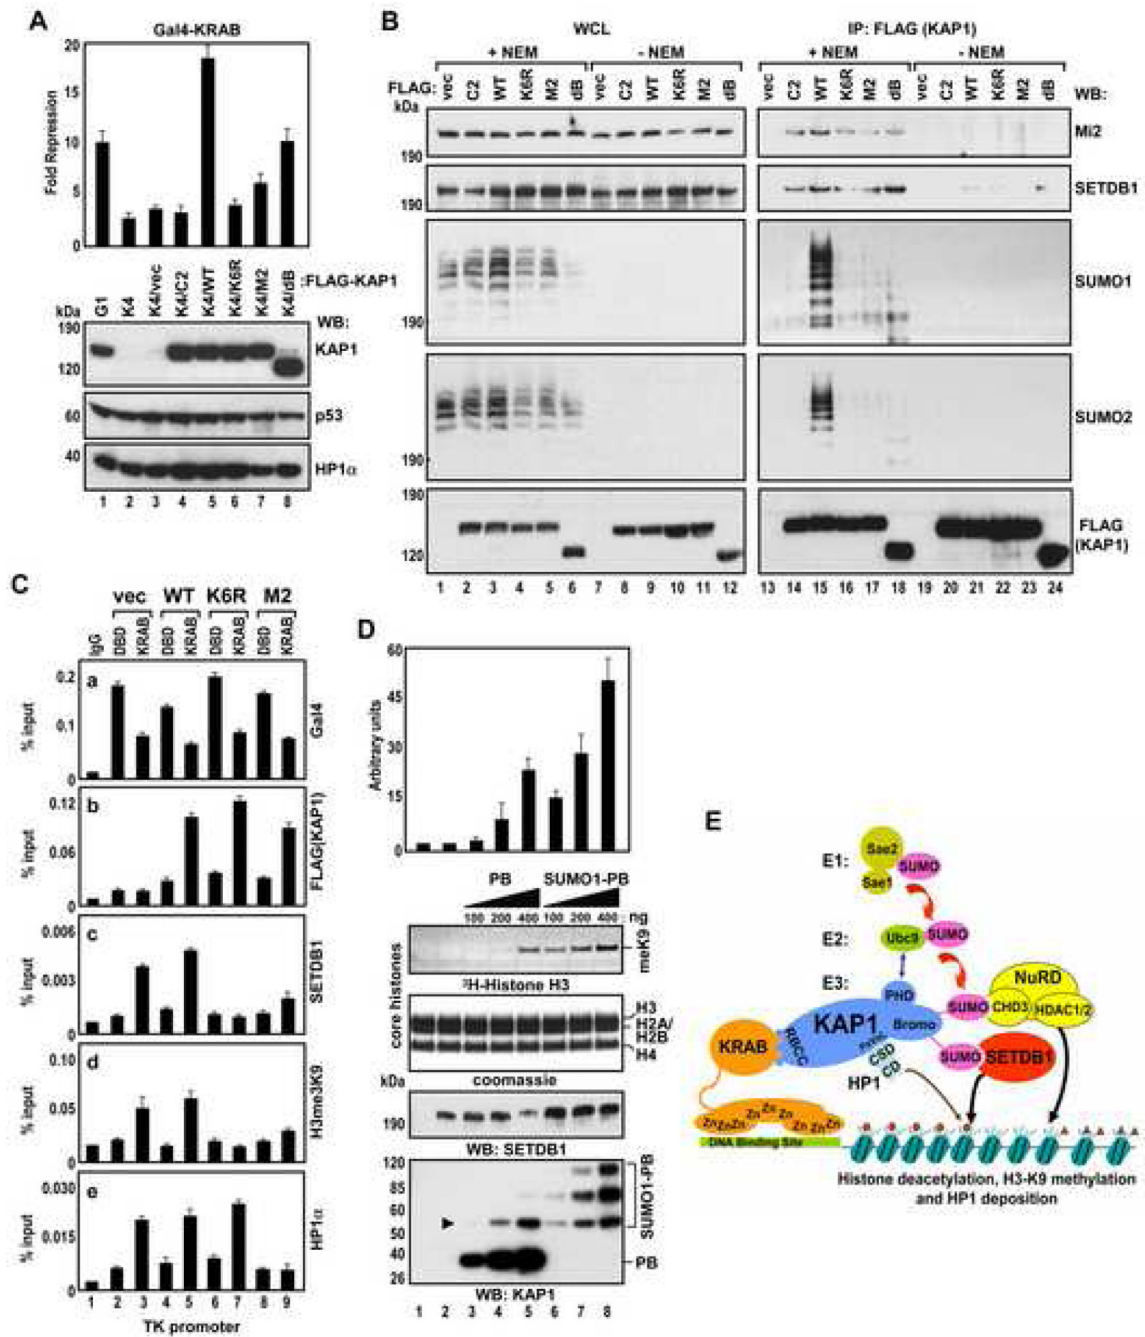 A
Gal4-KRAB
Fold Repression
20
15
10
5
0
G1
K4
K4/vec
K4/C2
K4/WT
K4/K6R
K4/M2
K4/dB
:FLAG-KAP1
kDa
WB:
190
120
KAP1
60
p53
40
HP1α
1 2 3 4 5 6 7 8
B
WCL
IP: FLAG (KAP1)
+ NEM
- NEM
+ NEM
- NEM
FLAG: vec C2 WT K6R M2 dB vec C2 WT K6R M2 dB
vec C2 WT K6R M2 dB vec C2 WT K6R M2 dB
WB:
kDa
190
Mi2
190
SETDB1
190
SUMO1
190
SUMO2
190
120
FLAG
(KAP1)
1 2 3 4 5 6 7 8 9 10 11 12
13 14 15 16 17 18 19 20 21 22 23 24
C
vec WT K6R M2
IgG DBD KRAB DBD KRAB DBD KRAB DBD KRAB
a
% input
0.2
0.1
0
Gal4
b
% input
0.12
0.06
0
FLAG(KAP1)
c
% input
0.006
0.003
0
SETDB1
d
% input
0.10
0.05
0
H3me3K9
e
% input
0.030
0.015
0
HP1α
1 2 3 4 5 6 7 8 9
TK promoter
D
Arbitrary units
60
45
30
15
0
PB
SUMO1-PB
100 200 400 100 200 400 : ng
meK9
³H-Histone H3
core histones
H3
H2A/
H2B
H4
coomassie
kDa
190
WB: SETDB1
120
85
60
50
40
26
SUMO1-PB
PB
WB: KAP1
1 2 3 4 5 6 7 8
E
E1:
Sae2
SUMO
Sae1
E2:
Ubc9
SUMO
E3:
PHD
SUMO
NuRD
CHD3
HDAC1/2
KAP1
Bromo
KRAB
RBCC
SUMO
SETDB1
CSD
CD
HP1
ZnZnZn Zn Zn Zn Zn Zn Zn
DNA Binding Site
Histone deacetylation, H3-K9 methylation
and HP1 deposition